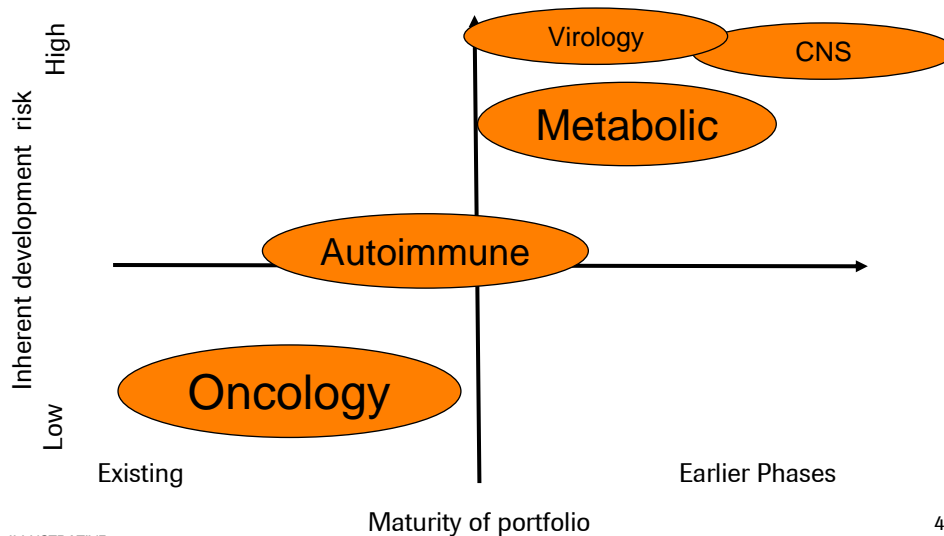 High
Virology
CNS
Metabolic
Inherent development risk
Autoimmune
Oncology
Low
Existing
Earlier Phases
Maturity of portfolio
4